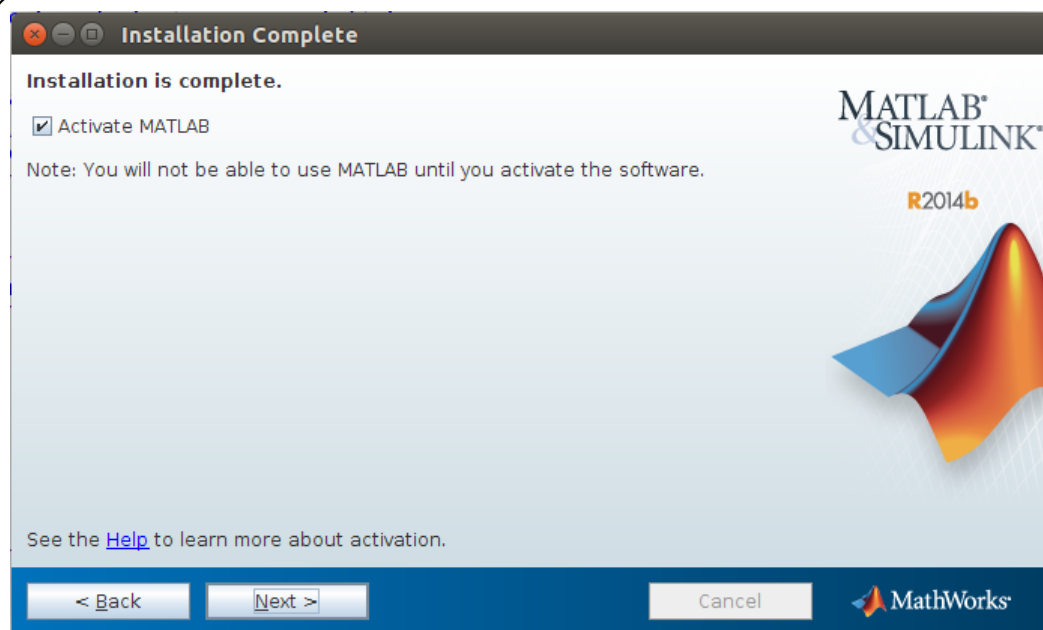 Installation Complete
Installation is complete.
Activate MATLAB
Note: You will not be able to use MATLAB until you activate the software.
MATLAB®
&SIMULINK®
R2014b
See the Help to learn more about activation.
< Back
Next >
Cancel
MathWorks®